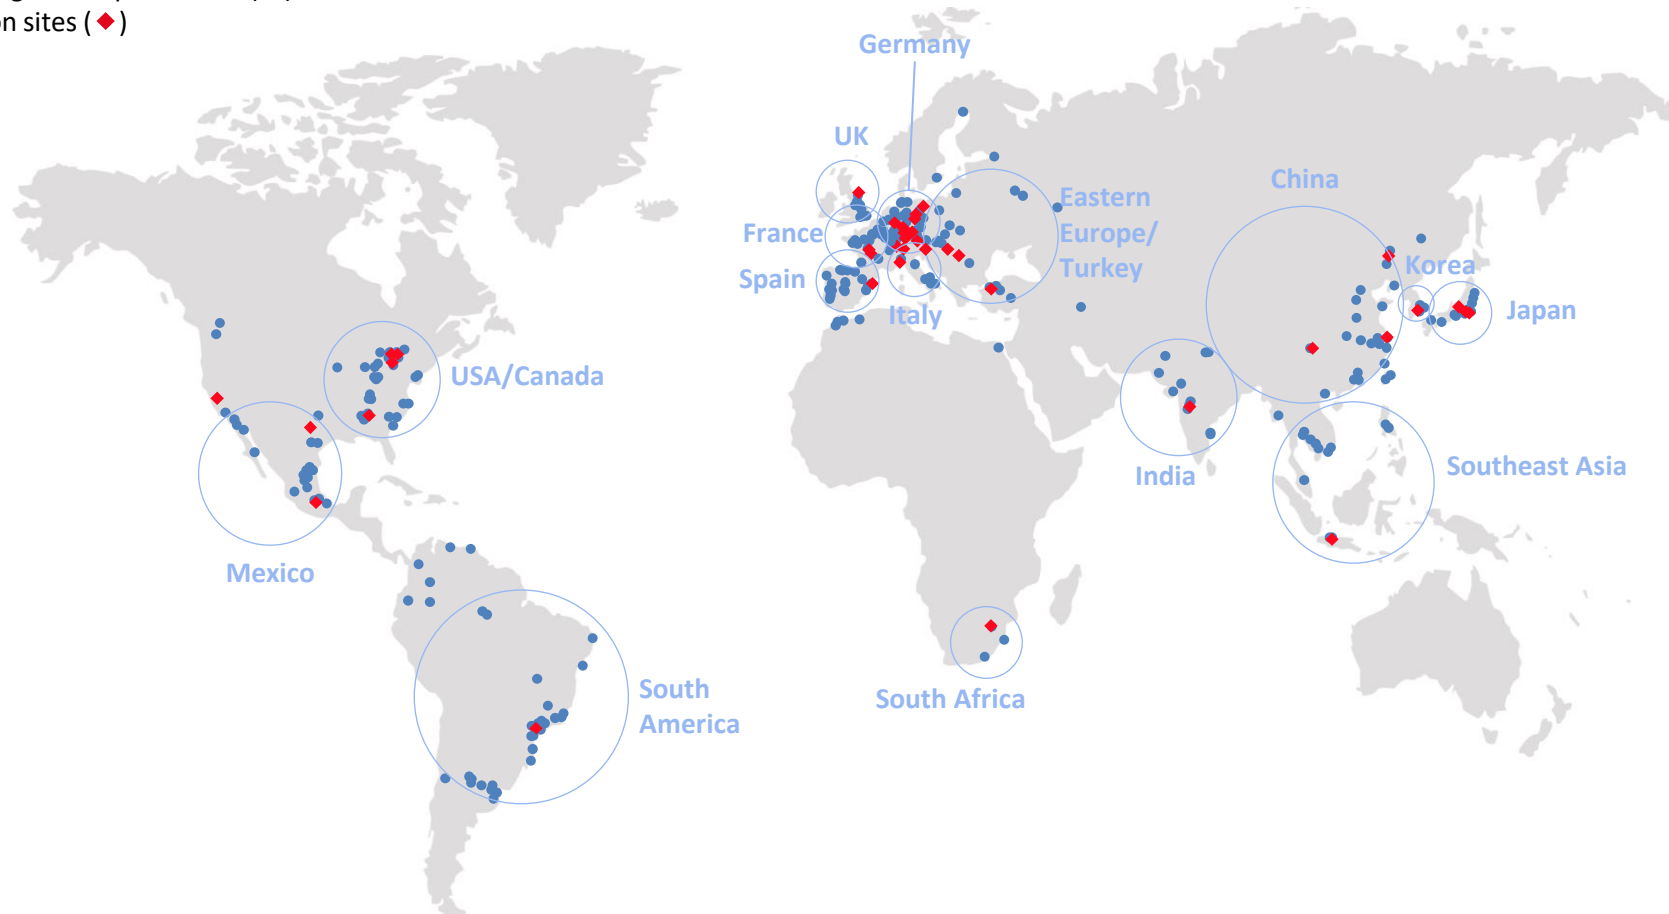 on sites (◆)
Germany
UK
Eastern
Europe/
Turkey
China
France
Spain
Italy
Korea
Japan
USA/Canada
India
Southeast Asia
Mexico
South
America
South Africa